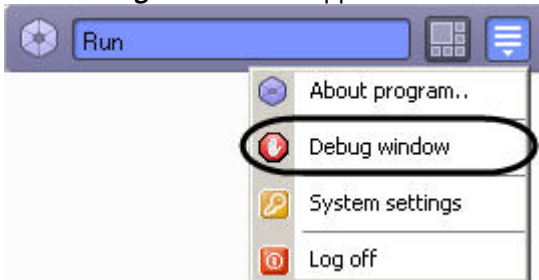 Run
About program..
Debug window
System settings
Log off